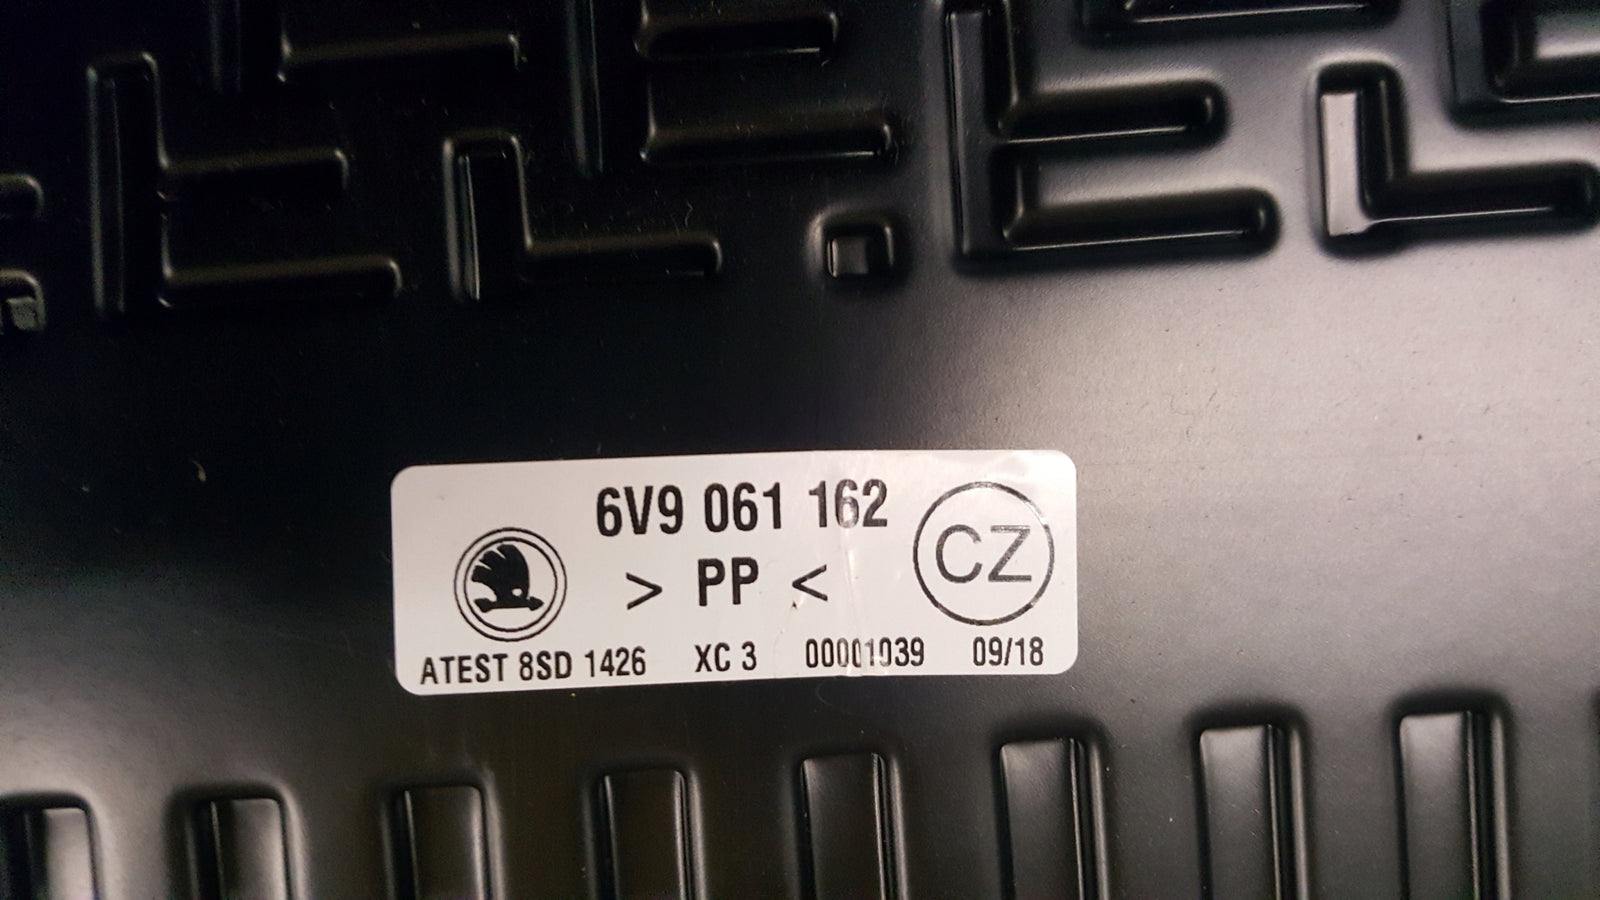 6V9 061 162
> PP <
CZ
ATEST 8SD 1426 XC 3 00001039 09/18